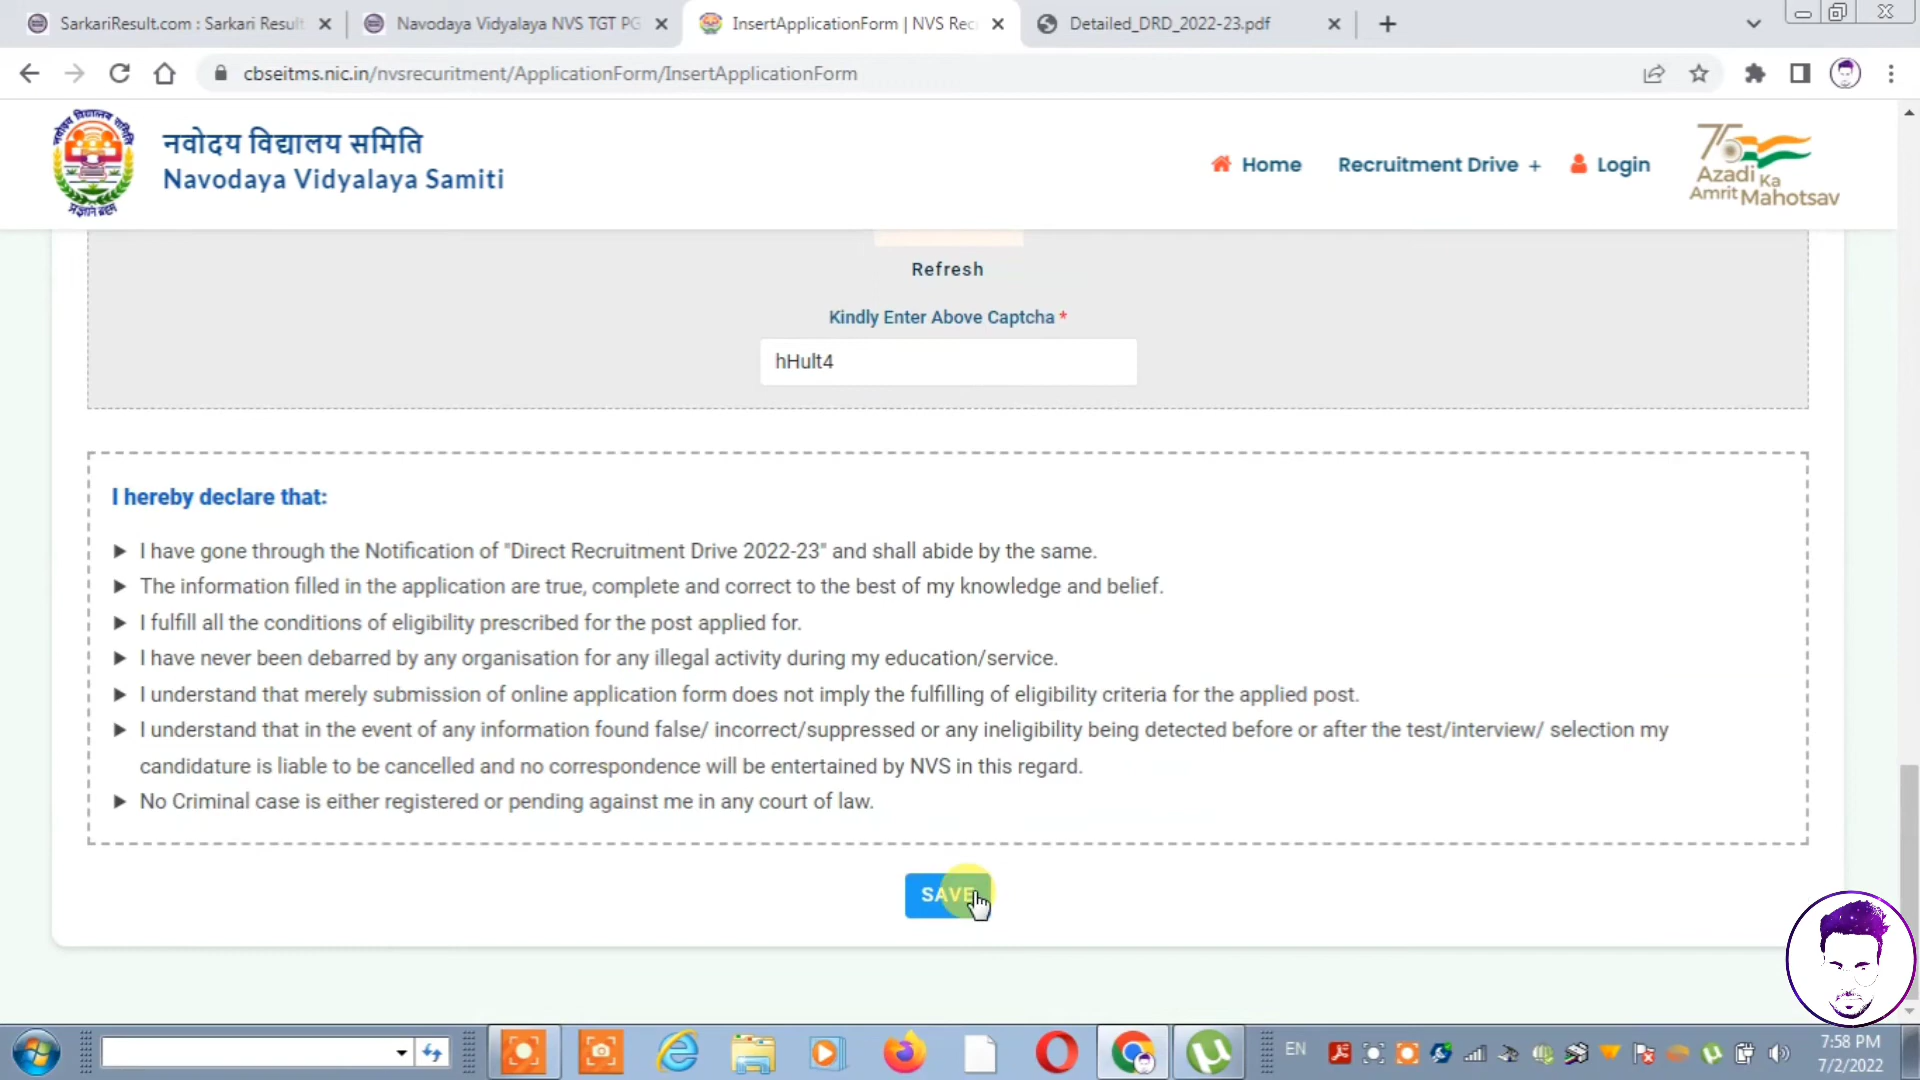 SarkariResult.com : Sarkari Result
Navodaya Vidyalaya NVS TGT PG
InsertApplicationForm | NVS Rec
Detailed_DRD_2022-23.pdf
cbseitms.nic.in/nvsrecuritment/ApplicationForm/InsertApplicationForm
नवोदय विद्यालय समिति
Navodaya Vidyalaya Samiti
Home
Recruitment Drive +
Login
75
Azadi Ka
Amrit Mahotsav
Refresh
Kindly Enter Above Captcha *
hHult4
I hereby declare that:
I have gone through the Notification of "Direct Recruitment Drive 2022-23" and shall abide by the same.
The information filled in the application are true, complete and correct to the best of my knowledge and belief.
I fulfill all the conditions of eligibility prescribed for the post applied for.
I have never been debarred by any organisation for any illegal activity during my education/service.
I understand that merely submission of online application form does not imply the fulfilling of eligibility criteria for the applied post.
I understand that in the event of any information found false/ incorrect/suppressed or any ineligibility being detected before or after the test/interview/ selection my
candidature is liable to be cancelled and no correspondence will be entertained by NVS in this regard.
No Criminal case is either registered or pending against me in any court of law.
SAVE
EN
7:58 PM
7/2/2022